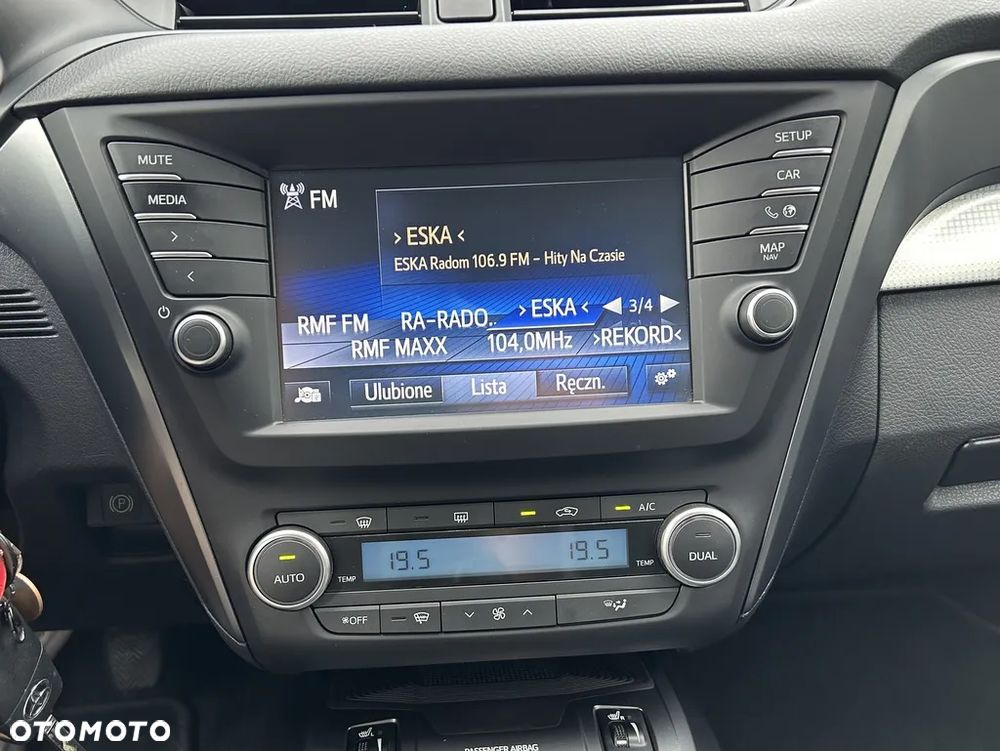 MUTE
MEDIA
SETUP
CAR
MAP
NAV
FM
› ESKA ‹
ESKA Radom 106.9 FM - Hity Na Czasie
RMF FM RA-RADO.. › ESKA ‹ 3/4
RMF MAXX 104,0MHz ›REKORD‹
Ulubione Lista Ręczn.
A/C
AUTO
TEMP
19.5
19.5
TEMP
DUAL
OFF
P
L
R
PASSENGER AIRBAG
OTOMOTO